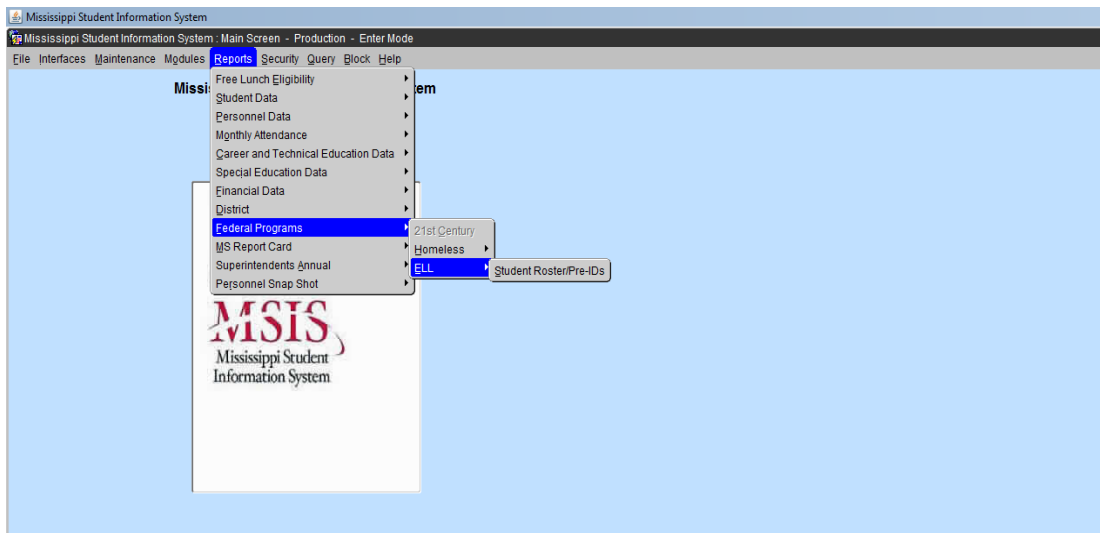 Mississippi Student Information System
Mississippi Student Information System : Main Screen - Production - Enter Mode
File Interfaces Maintenance Modules Reports Security Query Block Help
Free Lunch Eligibility
Missi
em
Student Data
Personnel Data
Monthly Attendance
Career and Technical Education Data
Special Education Data
Financial Data
District
Federal Programs
21st Century
MS Report Card
Homeless
Superintendents Annual
ELL
Student Roster/Pre-IDs
Personnel Snap Shot
MSIS
Mississippi Student
Information System